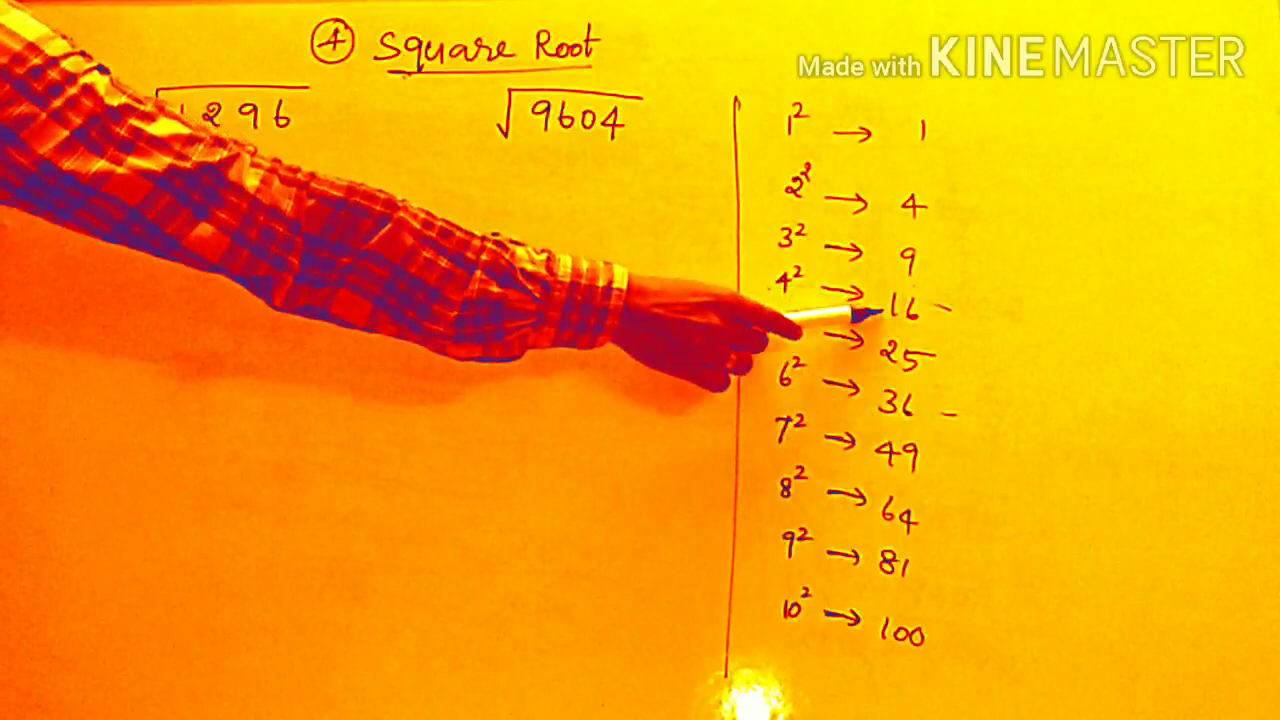 ④ Square Root
Made with KINEMASTER
√1296
√9604
1² → 1
2² → 4
3² → 9
4² → 16 -
→ 25
6² → 36 -
7² → 49
8² → 64
9² → 81
10² → 100